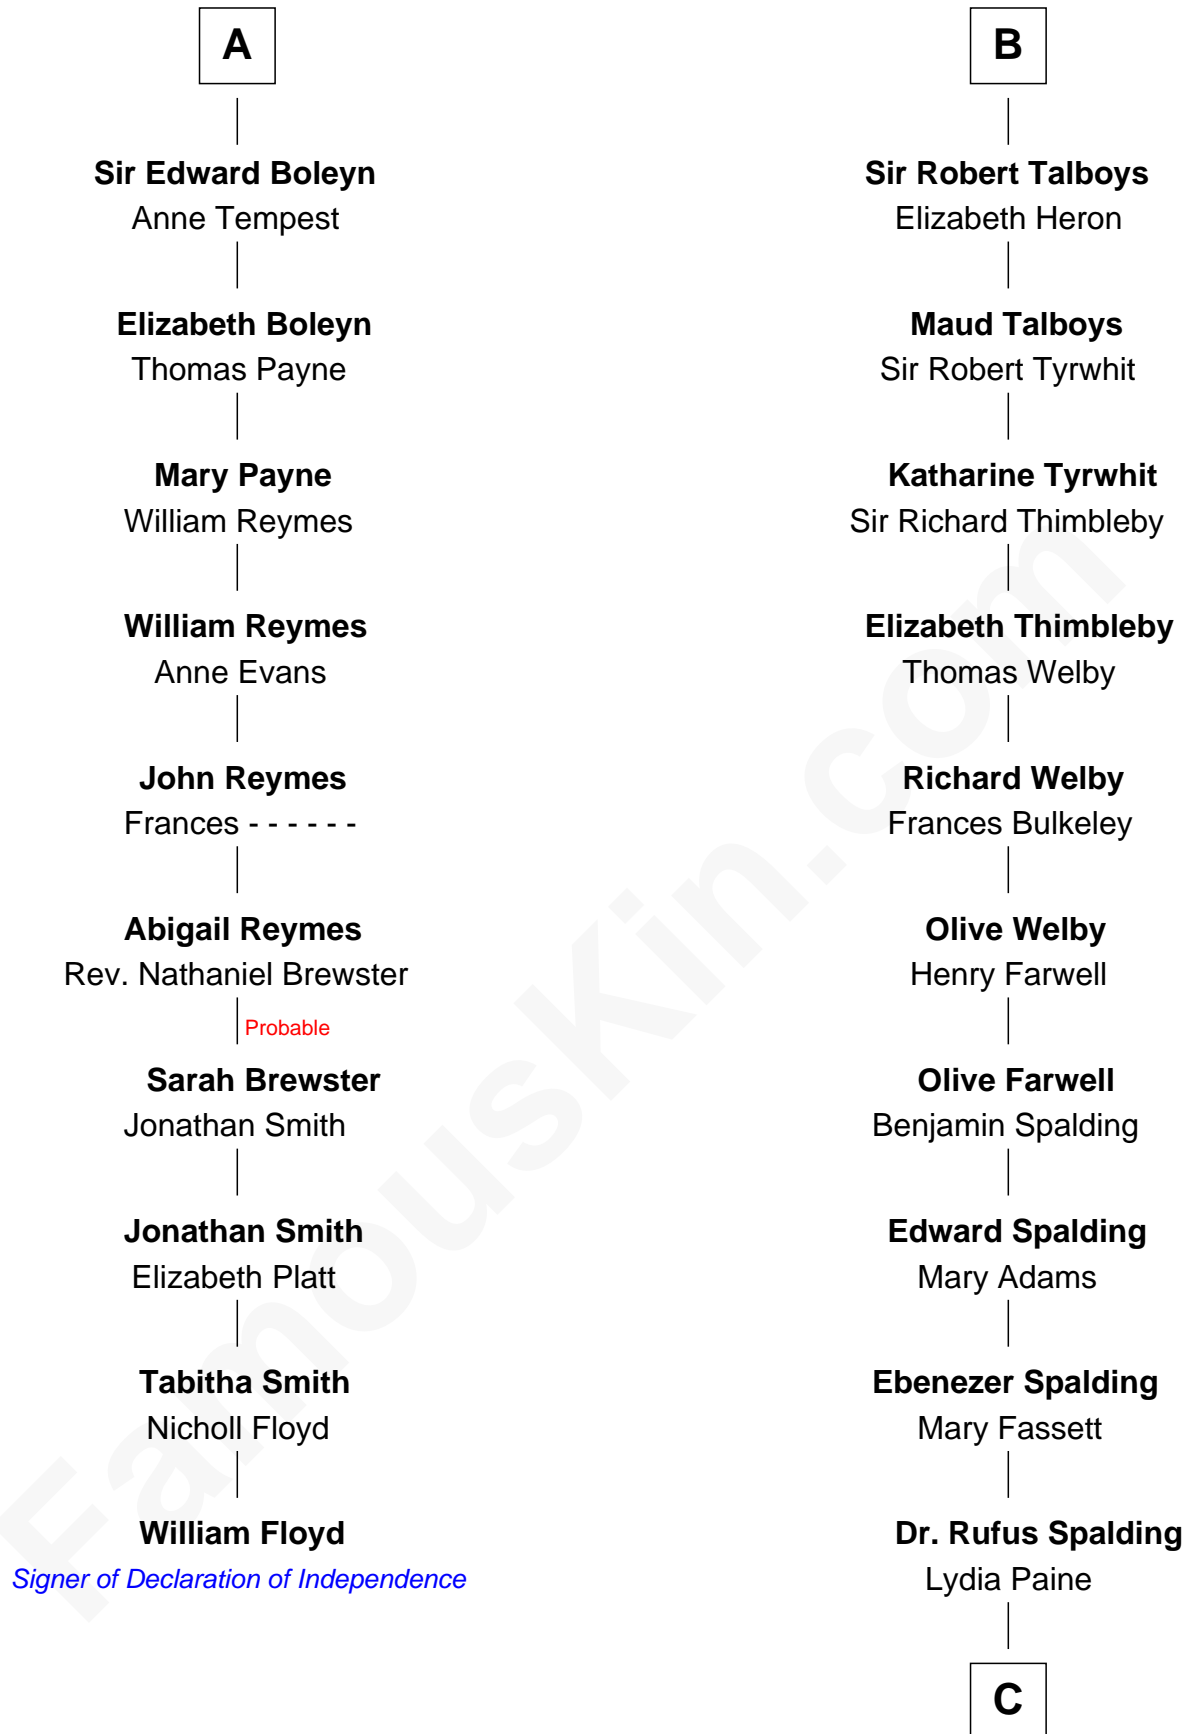 A
Sir Edward Boleyn
Anne Tempest
Elizabeth Boleyn
Thomas Payne
Mary Payne
William Reymes
William Reymes
Anne Evans
John Reymes
Frances - - - - - -
Abigail Reymes
Rev. Nathaniel Brewster
Probable
Sarah Brewster
Jonathan Smith
Jonathan Smith
Elizabeth Platt
Tabitha Smith
Nicholl Floyd
William Floyd
Signer of Declaration of Independence
B
Sir Robert Talboys
Elizabeth Heron
Maud Talboys
Sir Robert Tyrwhit
Katharine Tyrwhit
Sir Richard Thimbleby
Elizabeth Thimbleby
Thomas Welby
Richard Welby
Frances Bulkeley
Olive Welby
Henry Farwell
Olive Farwell
Benjamin Spalding
Edward Spalding
Mary Adams
Ebenezer Spalding
Mary Fassett
Dr. Rufus Spalding
Lydia Paine
C
FamousKin.com